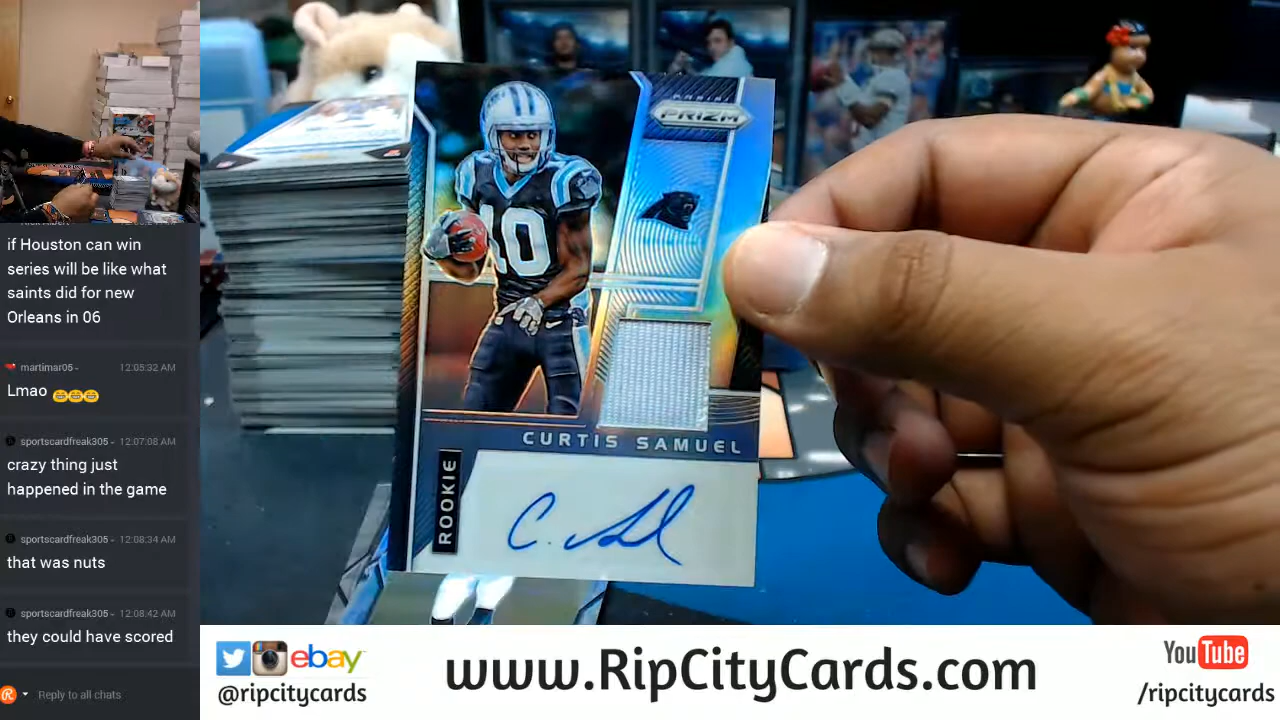 if Houston can win
series will be like what
saints did for new
Orleans in 06
martimar05 - 12:05:32 AM
Lmao 😁😁😁
sportscardfreak305 - 12:07:08 AM
crazy thing just
happened in the game
sportscardfreak305 - 12:08:34 AM
that was nuts
sportscardfreak305 - 12:08:42 AM
they could have scored
Reply to all chats
PANINI
PRIZM
10
CURTIS SAMUEL
ROOKIE
C. Saml
ebay
@ripcitycards
www.RipCityCards.com
YouTube
/ripcitycards